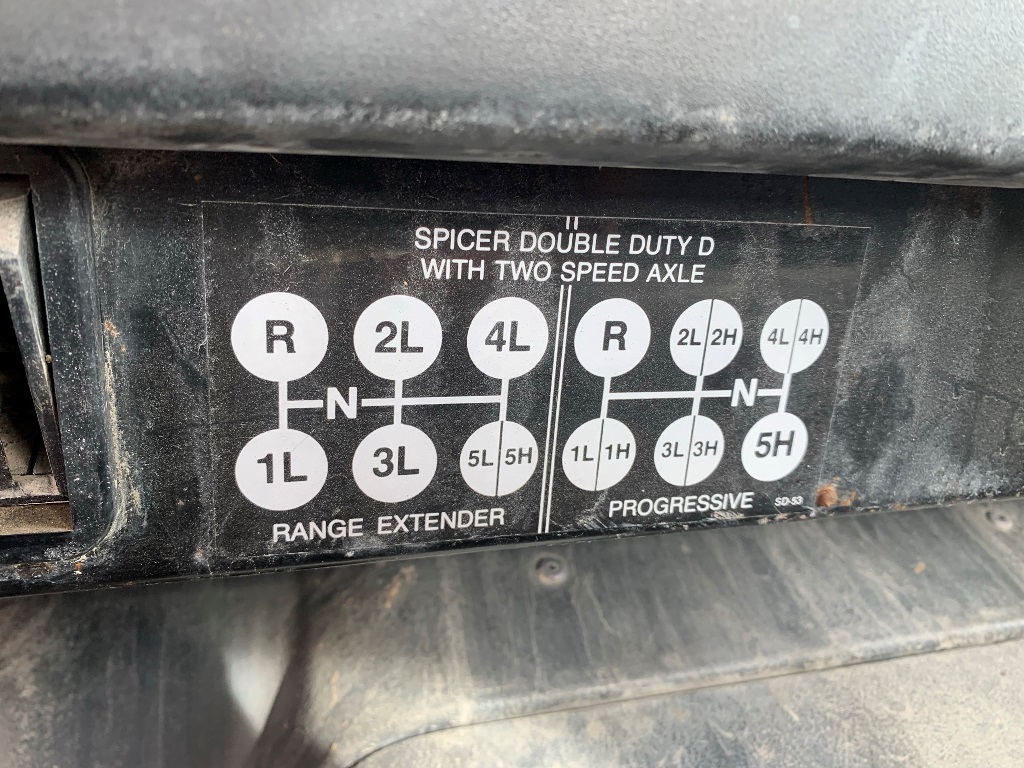 SPICER DOUBLE DUTY D
WITH TWO SPEED AXLE
R 2L 4L
N
1L 3L 5L 5H
RANGE EXTENDER
R 2L 2H 4L 4H
N
1L 1H 3L 3H 5H
PROGRESSIVE SD-53